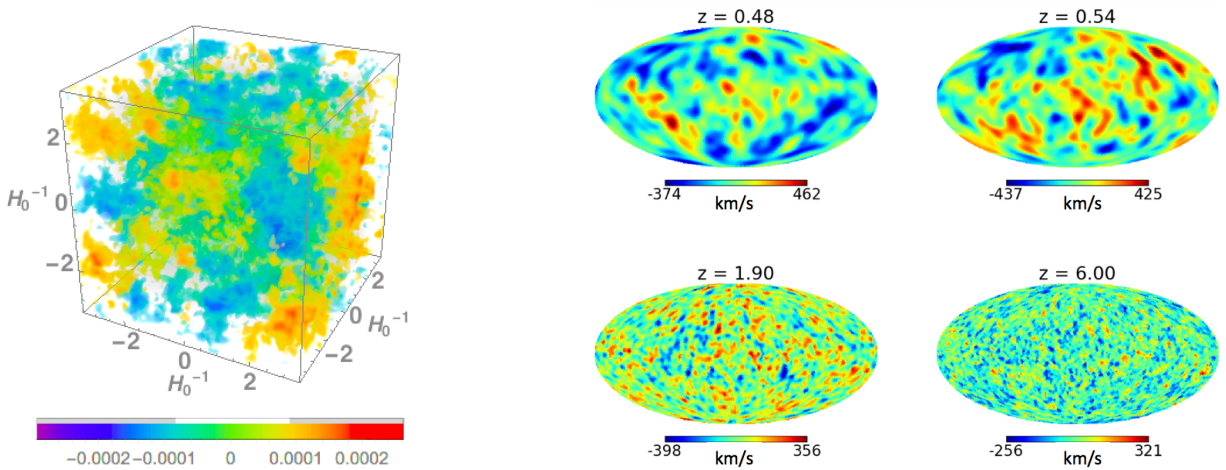 2
H₀⁻¹ 0
−2
−2
0
2
H₀⁻¹
−2
0
2
H₀⁻¹
−0.0002 −0.0001 0 0.0001 0.0002
z = 0.48
-374 462
km/s
z = 0.54
-437 425
km/s
z = 1.90
-398 356
km/s
z = 6.00
-256 321
km/s